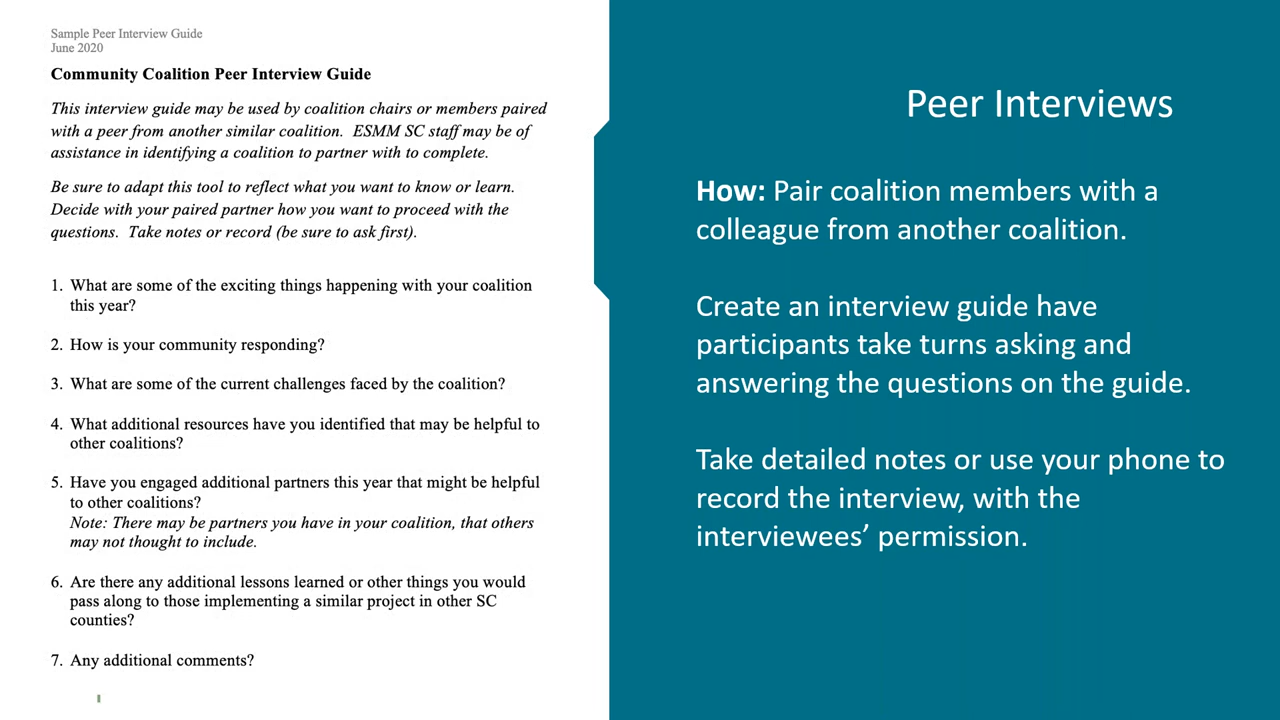 Sample Peer Interview Guide
June 2020
Community Coalition Peer Interview Guide
This interview guide may be used by coalition chairs or members paired
with a peer from another similar coalition.  ESMM SC staff may be of
assistance in identifying a coalition to partner with to complete.
Be sure to adapt this tool to reflect what you want to know or learn.
Decide with your paired partner how you want to proceed with the
questions.  Take notes or record (be sure to ask first).
1. What are some of the exciting things happening with your coalition
this year?
2. How is your community responding?
3. What are some of the current challenges faced by the coalition?
4. What additional resources have you identified that may be helpful to
other coalitions?
5. Have you engaged additional partners this year that might be helpful
to other coalitions?
Note: There may be partners you have in your coalition, that others
may not thought to include.
6. Are there any additional lessons learned or other things you would
pass along to those implementing a similar project in other SC
counties?
7. Any additional comments?
Peer Interviews
How: Pair coalition members with a
colleague from another coalition.
Create an interview guide have
participants take turns asking and
answering the questions on the guide.
Take detailed notes or use your phone to
record the interview, with the
interviewees’ permission.